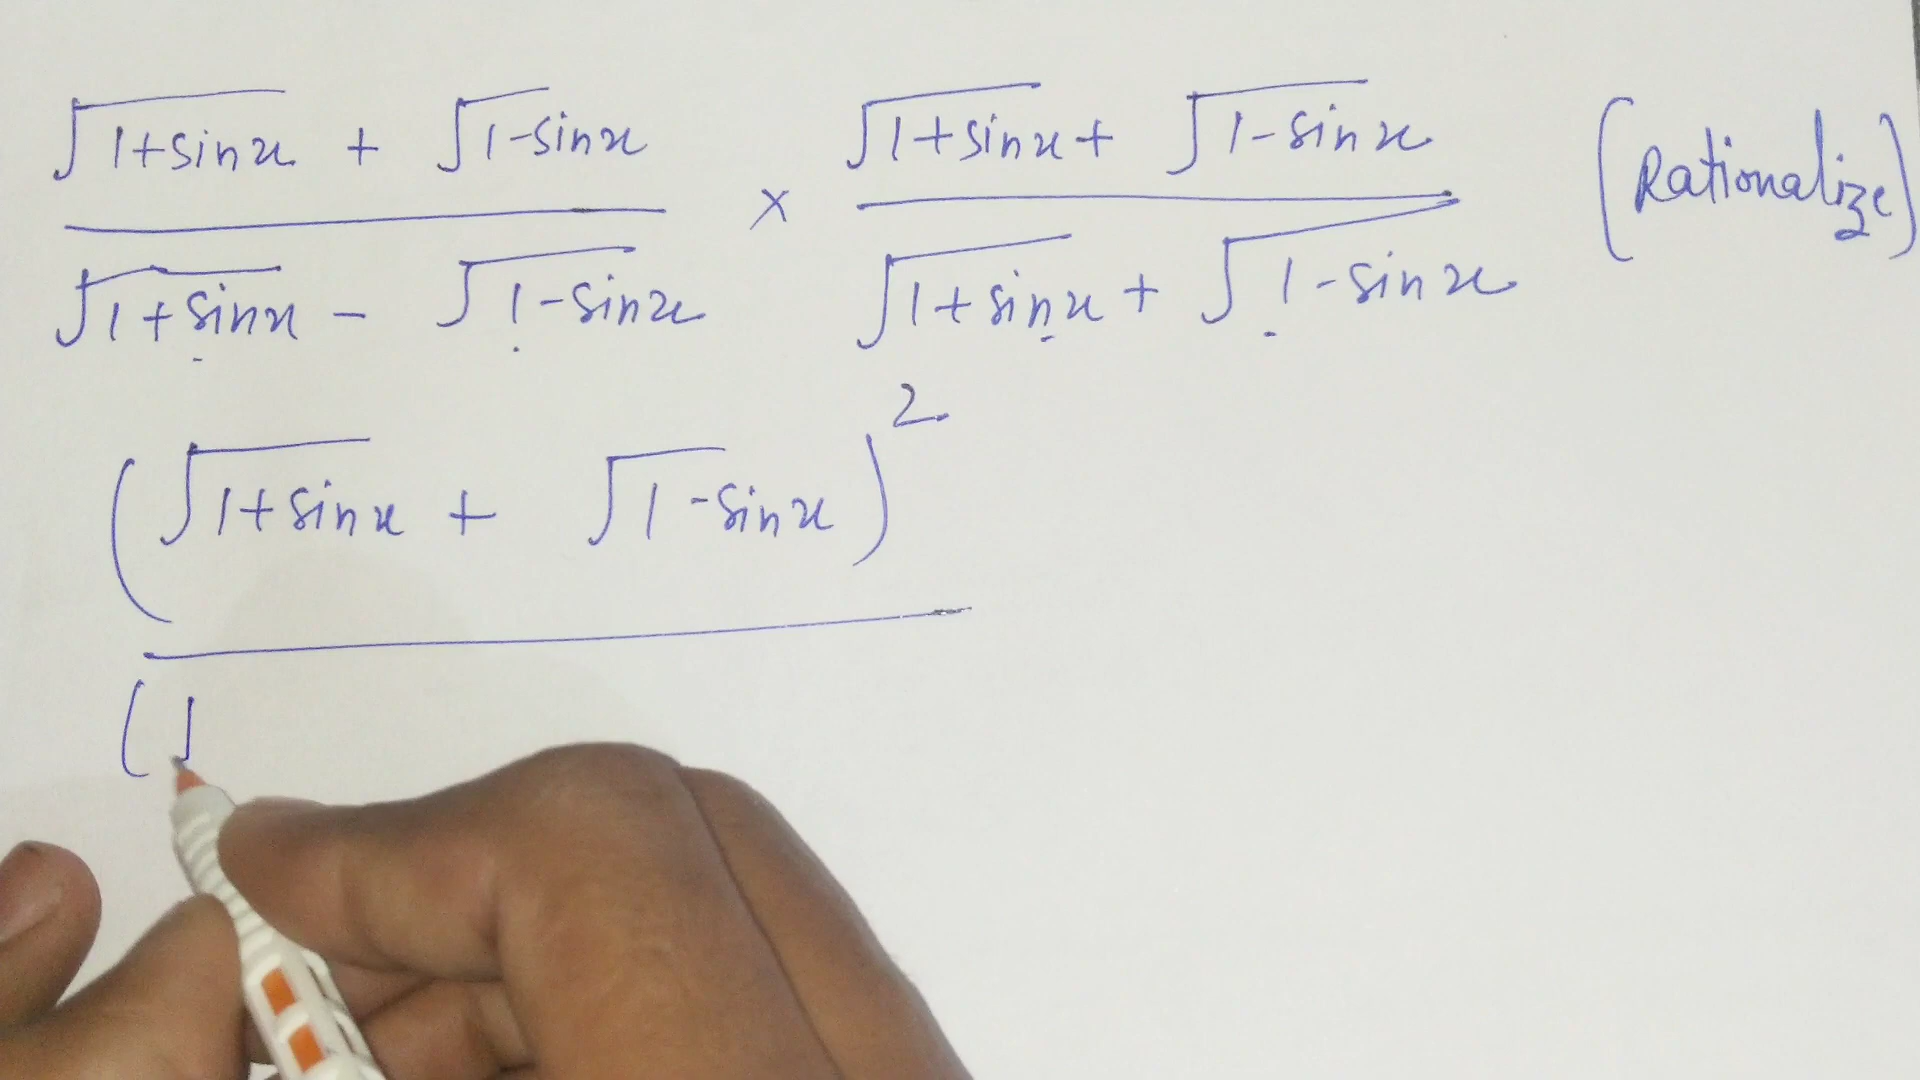 √1+sinx + √1-sinx × √1+sinx + √1-sinx (Rationalize)
√1+sinx - √1-sinx √1+sinx + √1-sinx
(√1+sinx + √1-sinx)²
(√